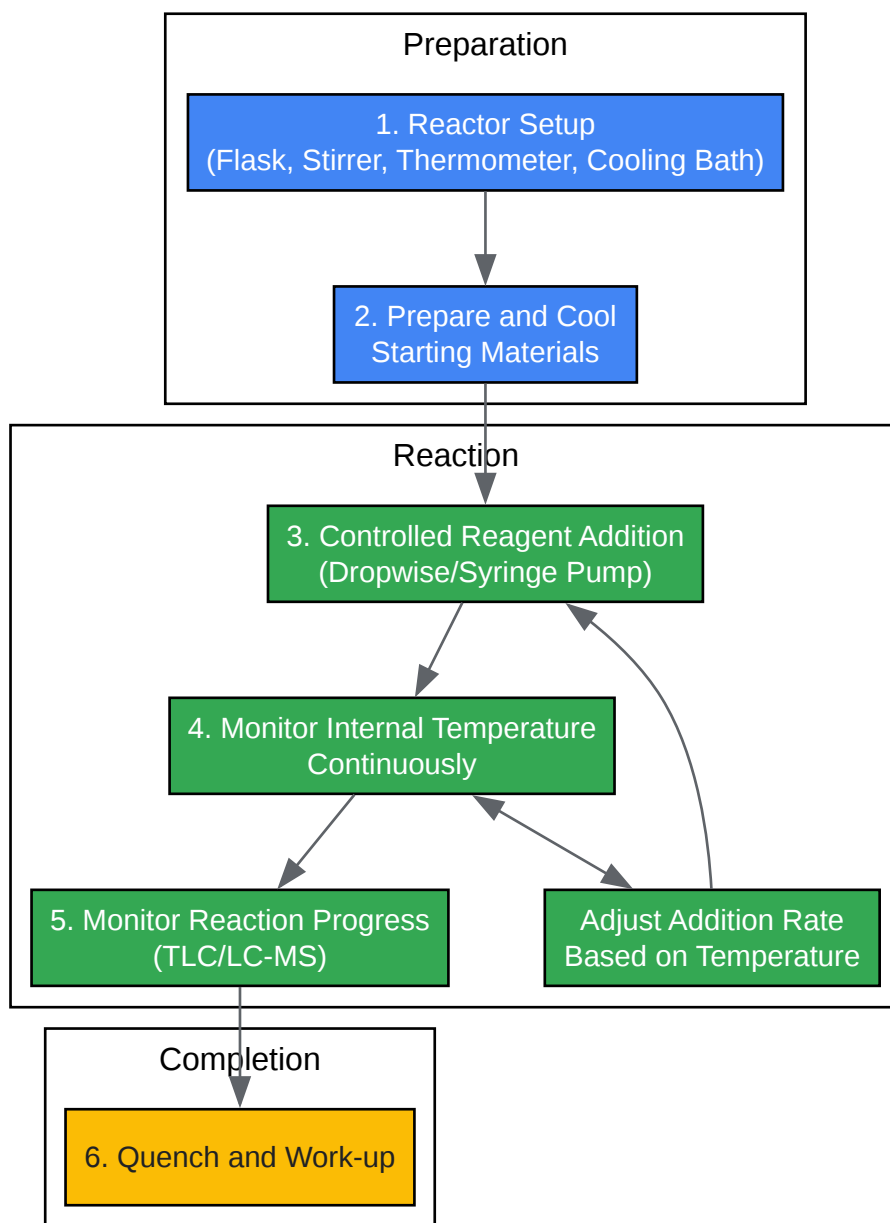 Preparation
1. Reactor Setup
(Flask, Stirrer, Thermometer, Cooling Bath)
2. Prepare and Cool
Starting Materials
Reaction
3. Controlled Reagent Addition
(Dropwise/Syringe Pump)
4. Monitor Internal Temperature
Continuously
5. Monitor Reaction Progress
(TLC/LC-MS)
Adjust Addition Rate
Based on Temperature
Completion
6. Quench and Work-up